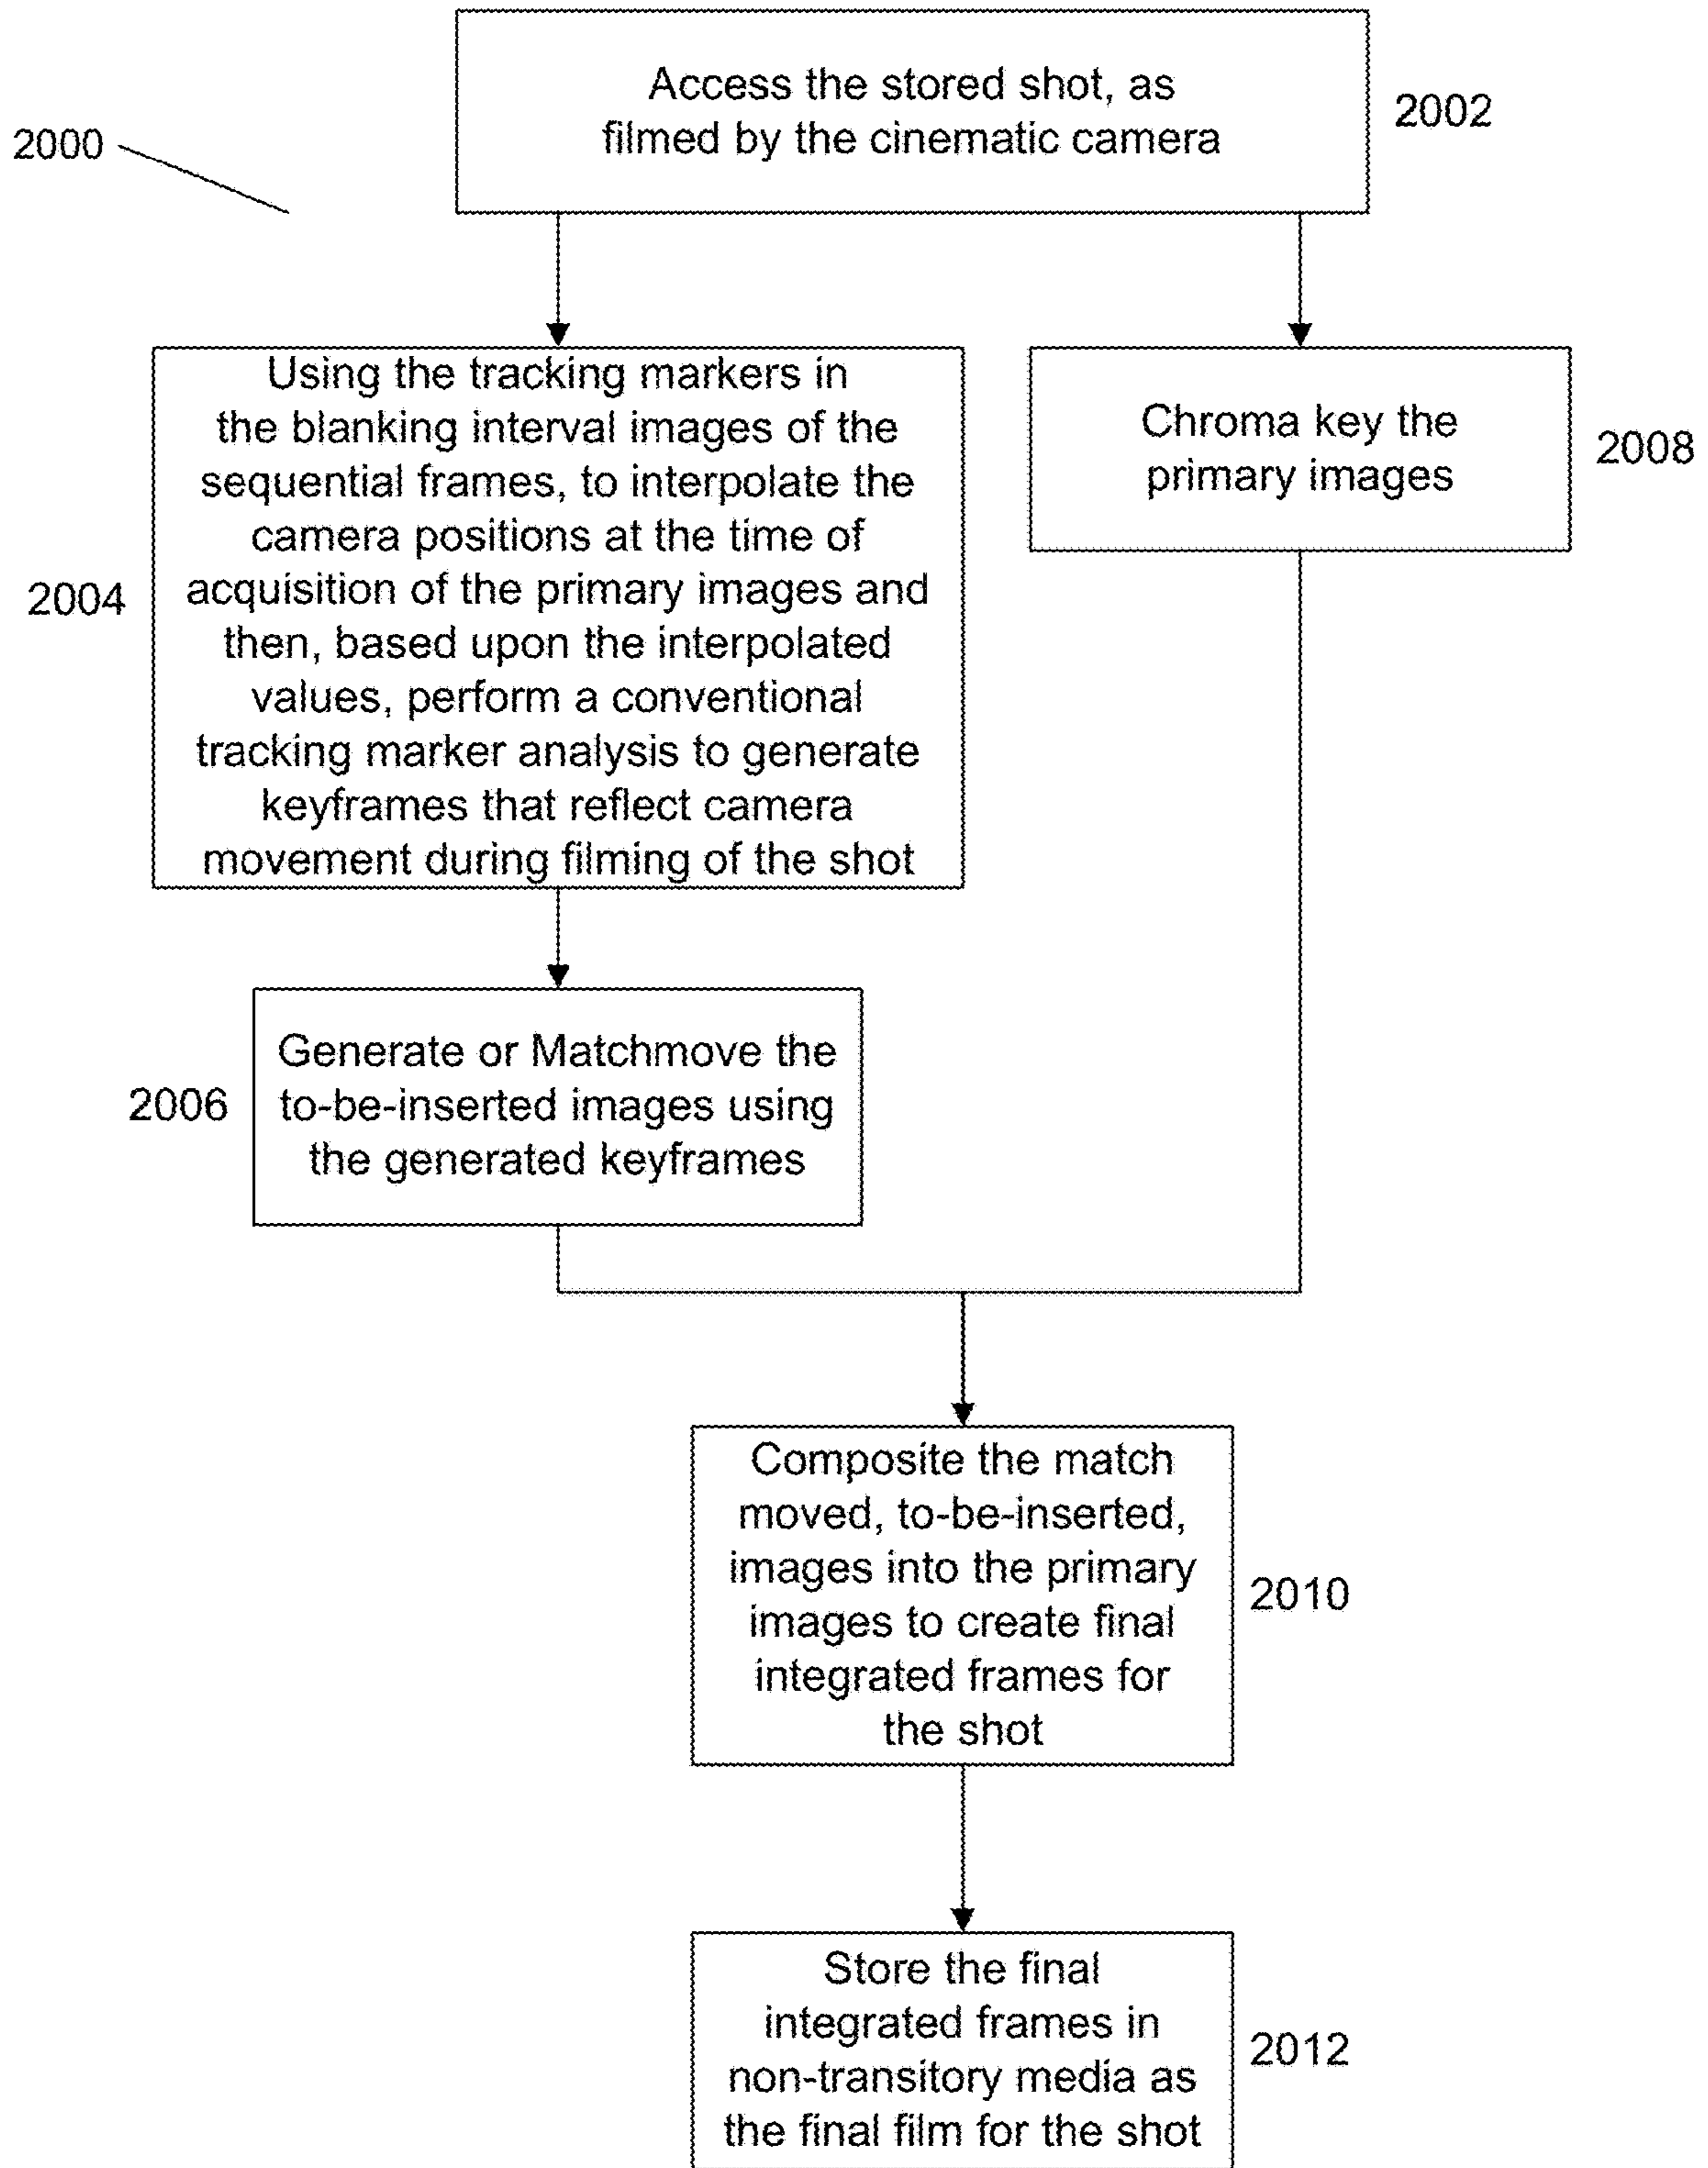 Access the stored shot, as
filmed by the cinematic camera
2002
2000
Using the tracking markers in
the blanking interval images of the
sequential frames, to interpolate the
camera positions at the time of
acquisition of the primary images and
then, based upon the interpolated
values, perform a conventional
tracking marker analysis to generate
keyframes that reflect camera
movement during filming of the shot
2004
Chroma key the
primary images
2008
Generate or Matchmove the
to-be-inserted images using
the generated keyframes
2006
Composite the match
moved, to-be-inserted,
images into the primary
images to create final
integrated frames for
the shot
2010
Store the final
integrated frames in
non-transitory media as
the final film for the shot
2012